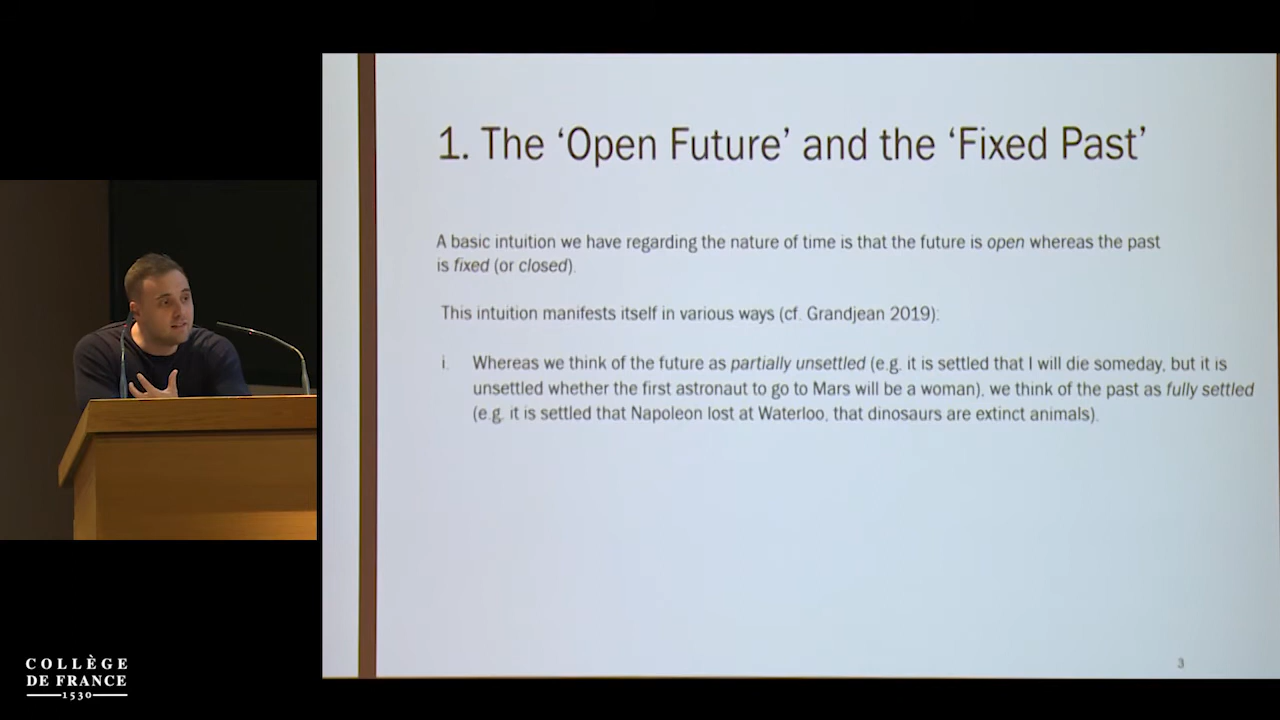 1. The ‘Open Future’ and the ‘Fixed Past’
A basic intuition we have regarding the nature of time is that the future is open whereas the past
is fixed (or closed).
This intuition manifests itself in various ways (cf. Grandjean 2019):
i. Whereas we think of the future as partially unsettled (e.g. it is settled that I will die someday, but it is
unsettled whether the first astronaut to go to Mars will be a woman), we think of the past as fully settled
(e.g. it is settled that Napoleon lost at Waterloo, that dinosaurs are extinct animals).
3
COLLÈGE
DE FRANCE
1530